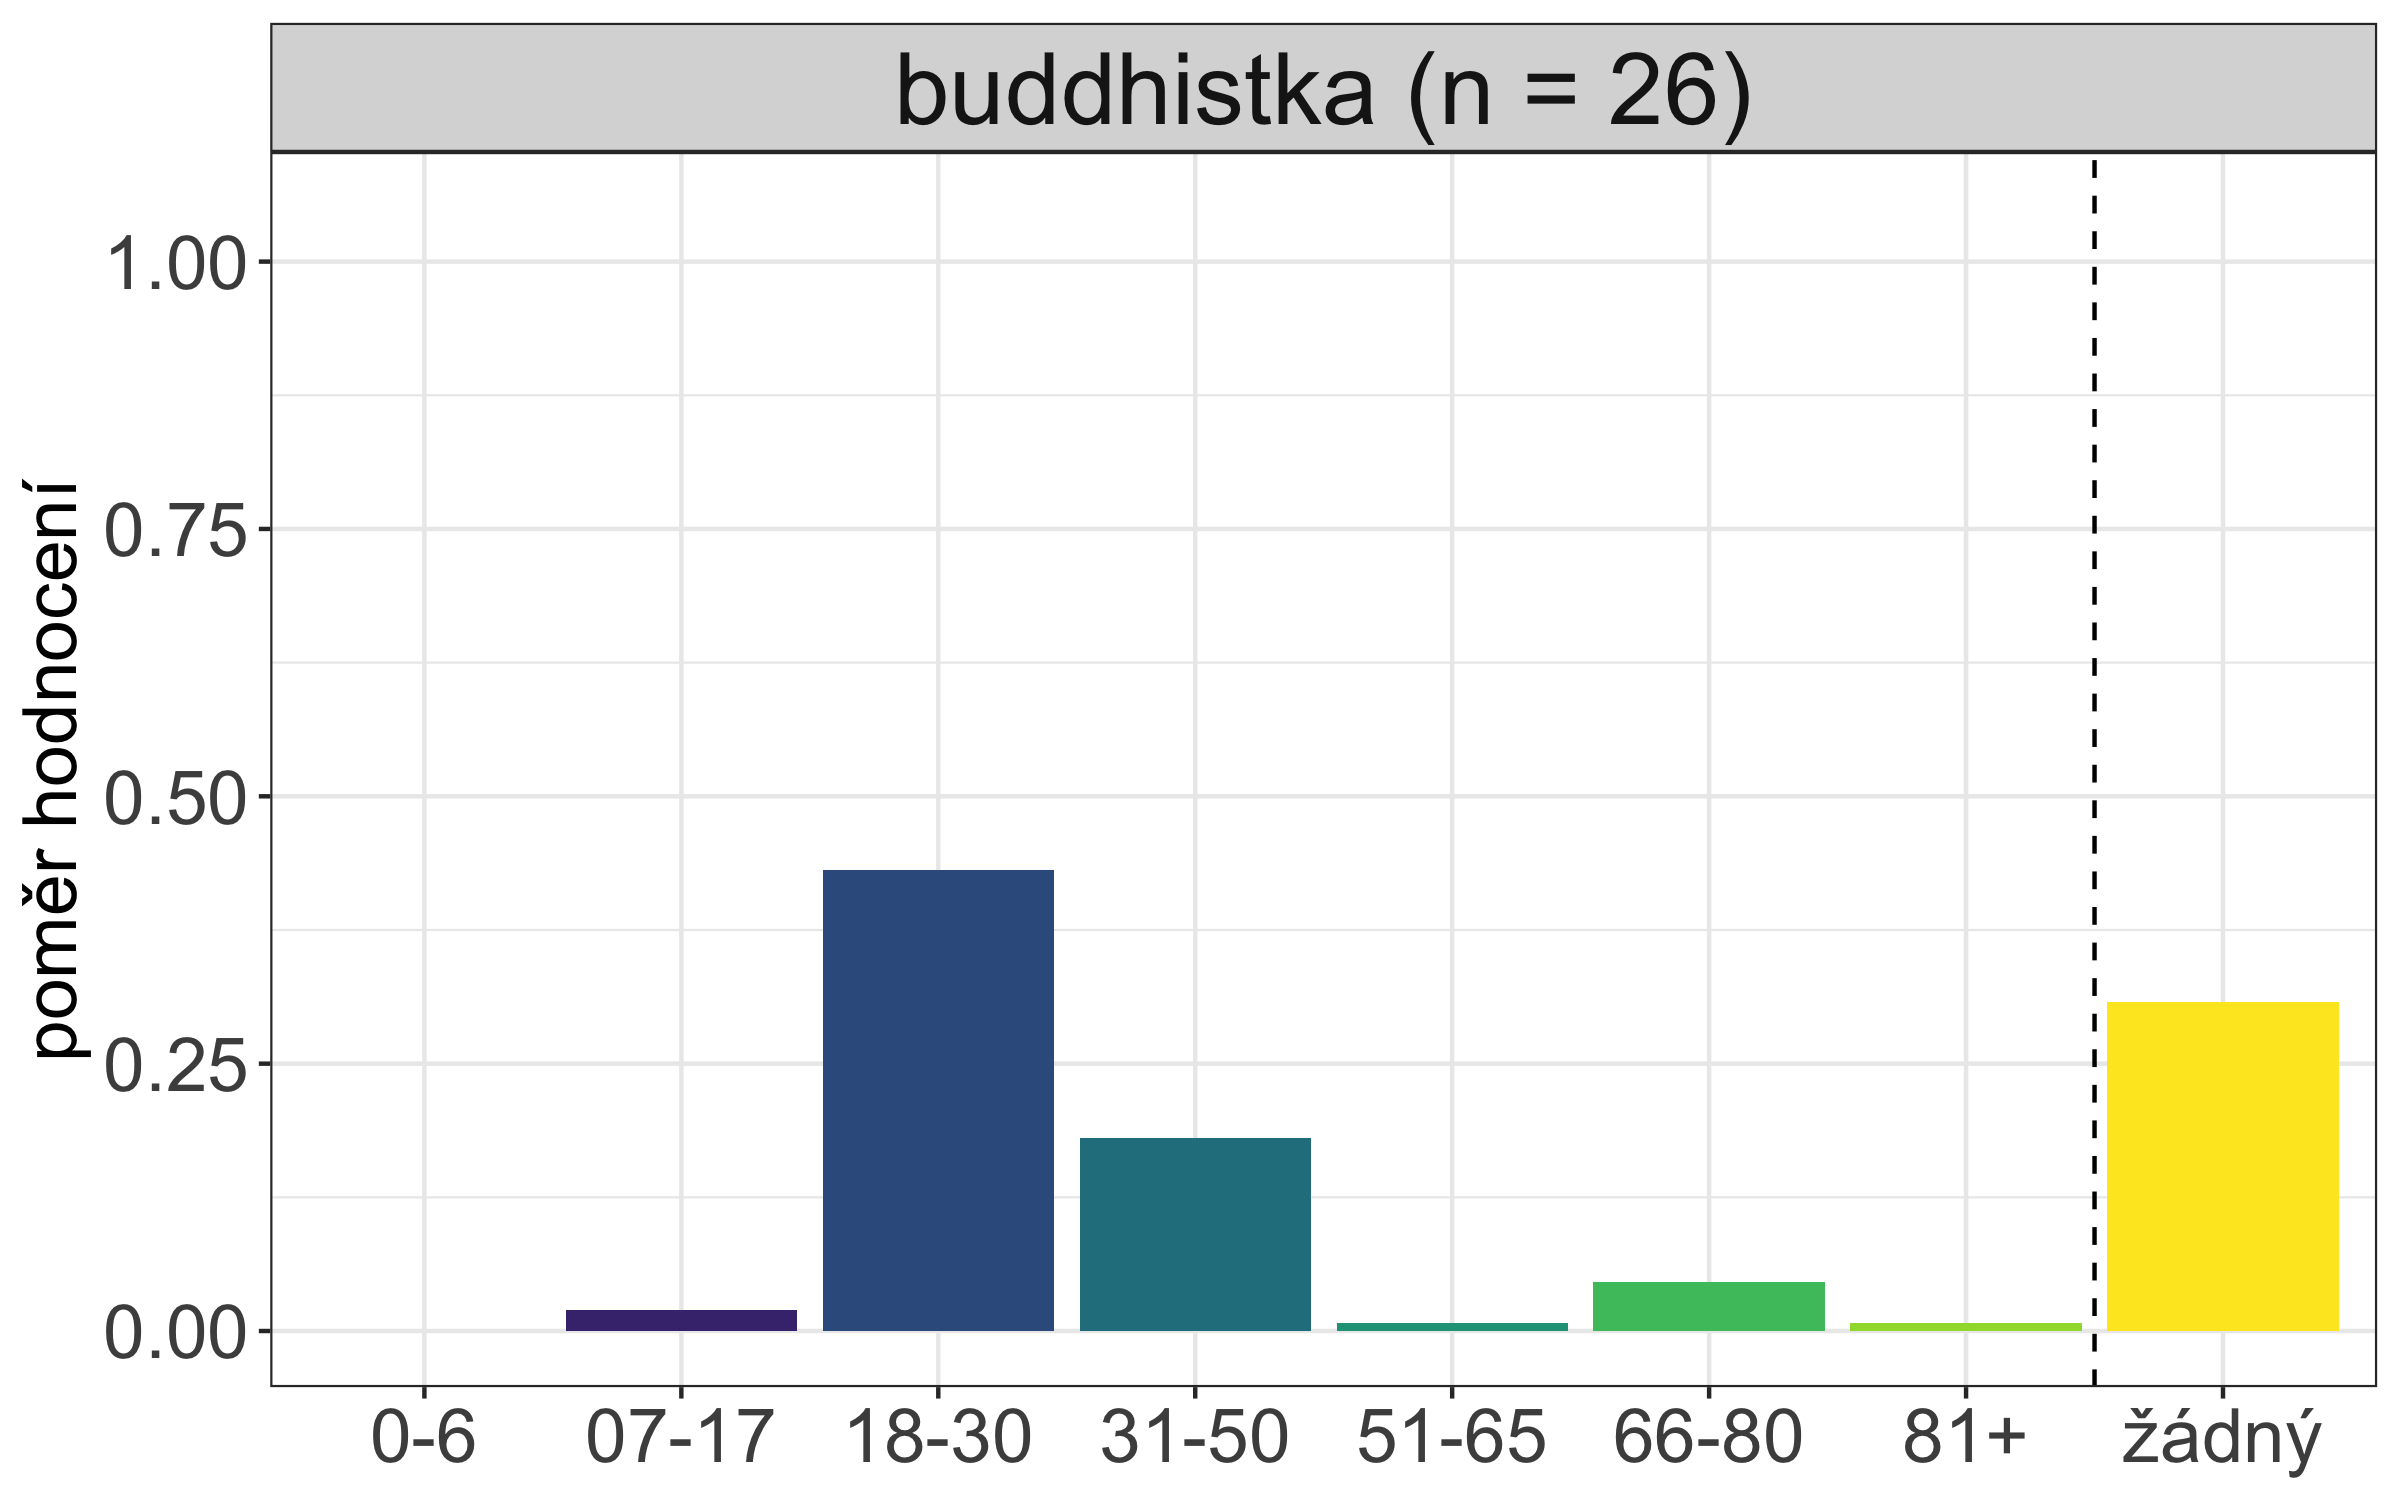 buddhistka (n = 26)
poměr hodnocení
1.00
0.75
0.50
0.25
0.00
0-6 07-17 18-30 31-50 51-65 66-80 81+ žádný